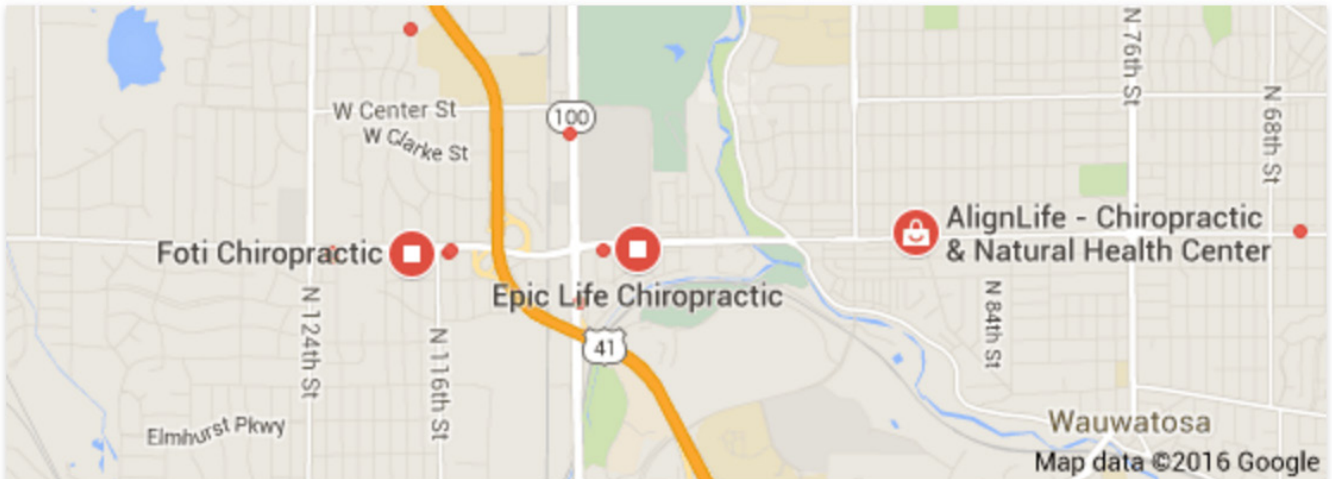 N 76th St
W Center St
100
W Clarke St
N 68th St
AlignLife - Chiropractic
& Natural Health Center
Foti Chiropractic
Epic Life Chiropractic
N 124th St
N 116th St
N 84th St
41
Elmhurst Pkwy
Wauwatosa
Map data ©2016 Google